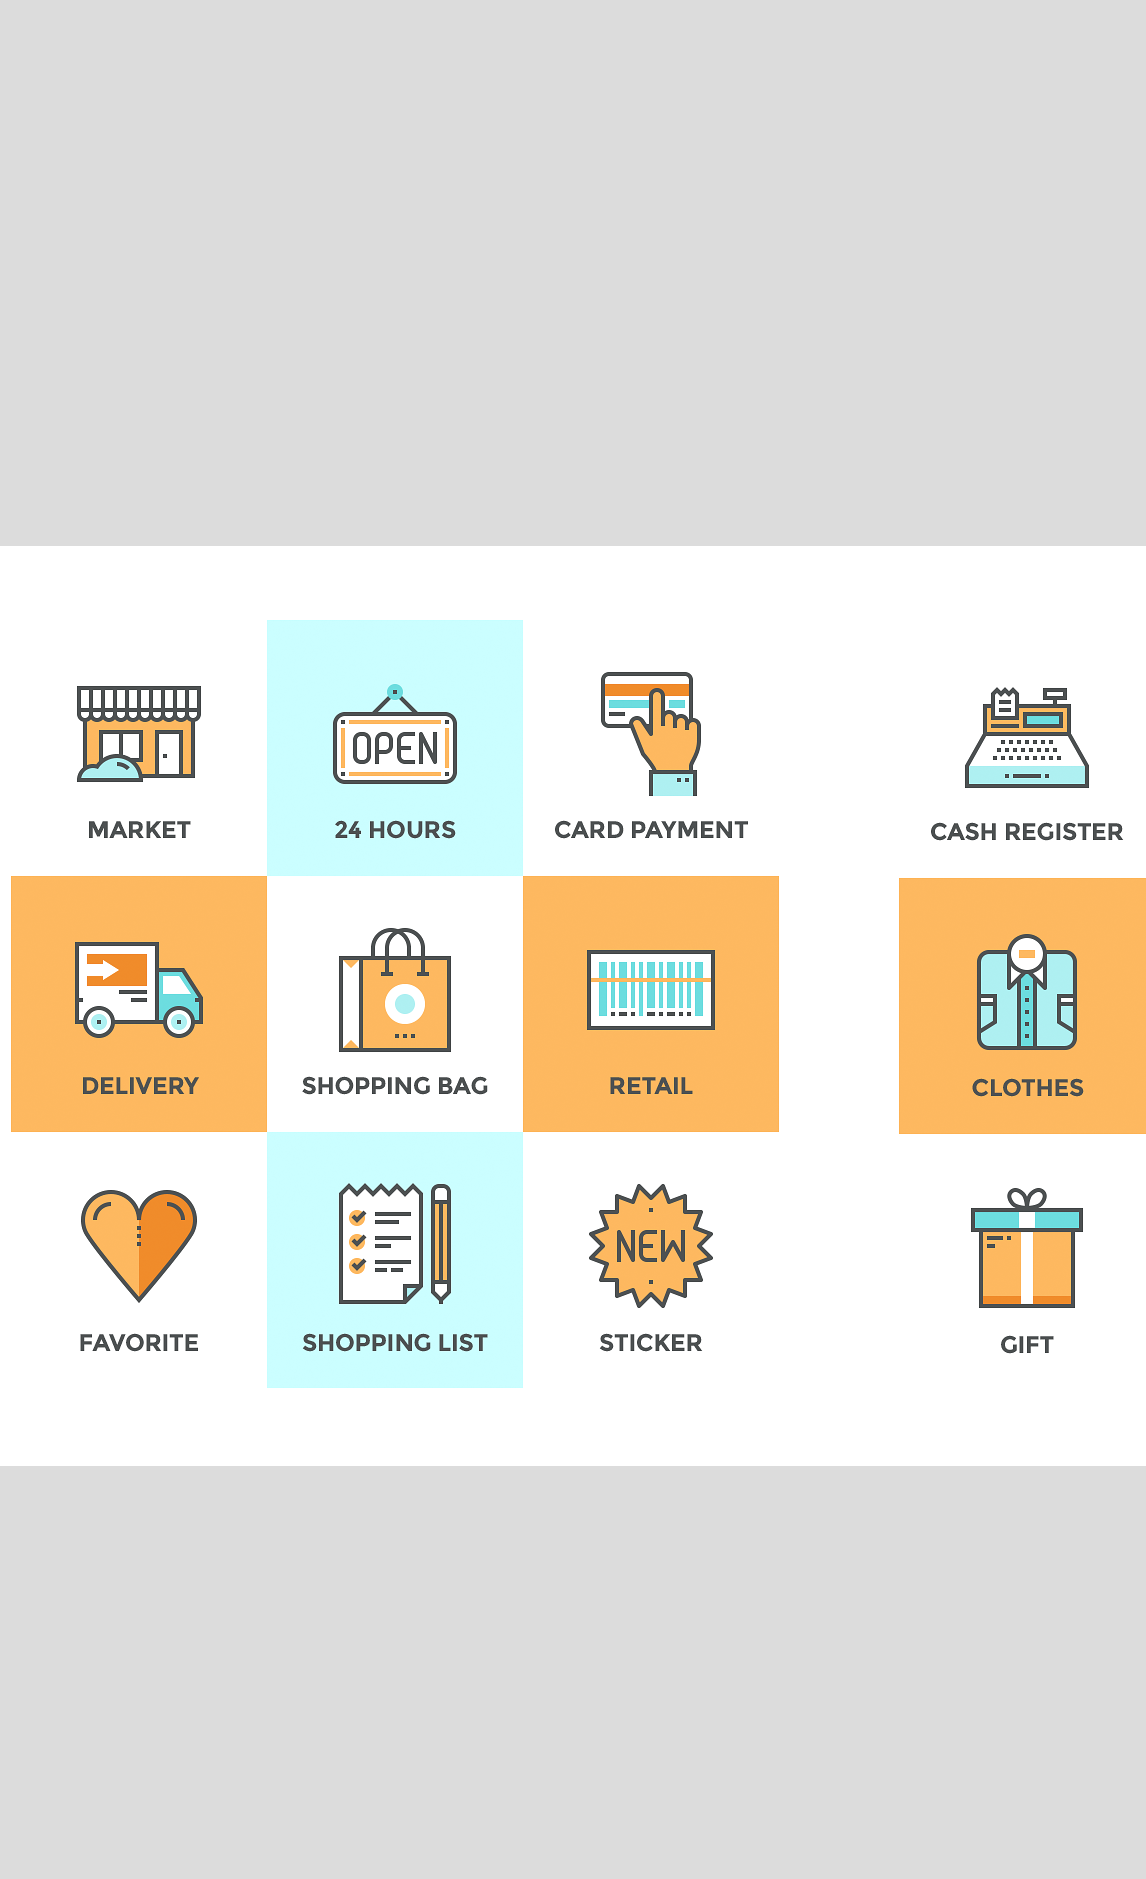 OPEN
MARKET
24 HOURS
CARD PAYMENT
CASH REGISTER
DELIVERY
SHOPPING BAG
RETAIL
CLOTHES
NEW
FAVORITE
SHOPPING LIST
STICKER
GIFT